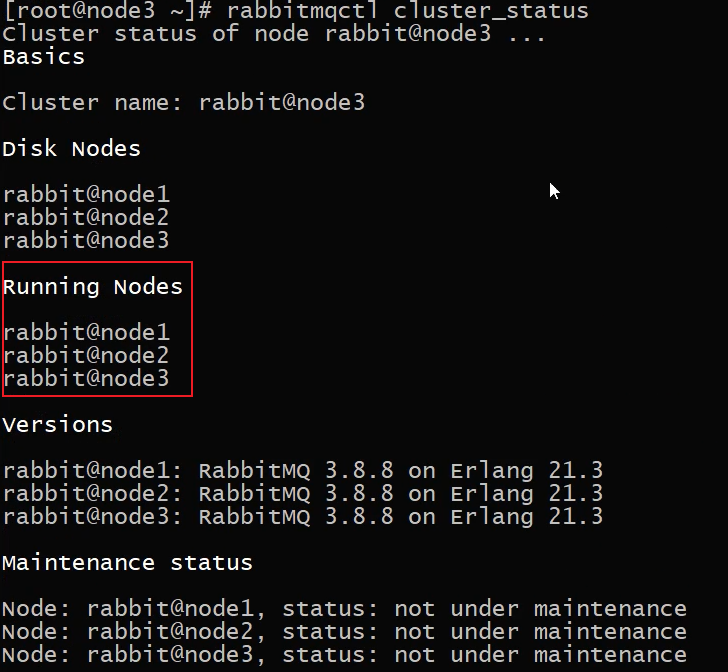 [root@node3 ~]# rabbitmqctl cluster_status
Cluster status of node rabbit@node3 ...
Basics
Cluster name: rabbit@node3
Disk Nodes
rabbit@node1
rabbit@node2
rabbit@node3
Running Nodes
rabbit@node1
rabbit@node2
rabbit@node3
Versions
rabbit@node1: RabbitMQ 3.8.8 on Erlang 21.3
rabbit@node2: RabbitMQ 3.8.8 on Erlang 21.3
rabbit@node3: RabbitMQ 3.8.8 on Erlang 21.3
Maintenance status
Node: rabbit@node1, status: not under maintenance
Node: rabbit@node2, status: not under maintenance
Node: rabbit@node3, status: not under maintenance